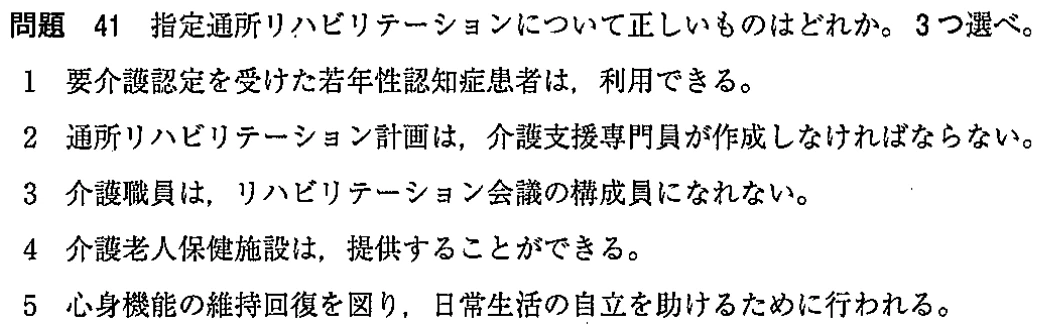 問題 41 指定通所リハビリテーションについて正しいものはどれか。3つ選べ。
1 要介護認定を受けた若年性認知症患者は,利用できる。
2 通所リハビリテーション計画は,介護支援専門員が作成しなければならない。
3 介護職員は,リハビリテーション会議の構成員になれない。
4 介護老人保健施設は,提供することができる。
5 心身機能の維持回復を図り,日常生活の自立を助けるために行われる。